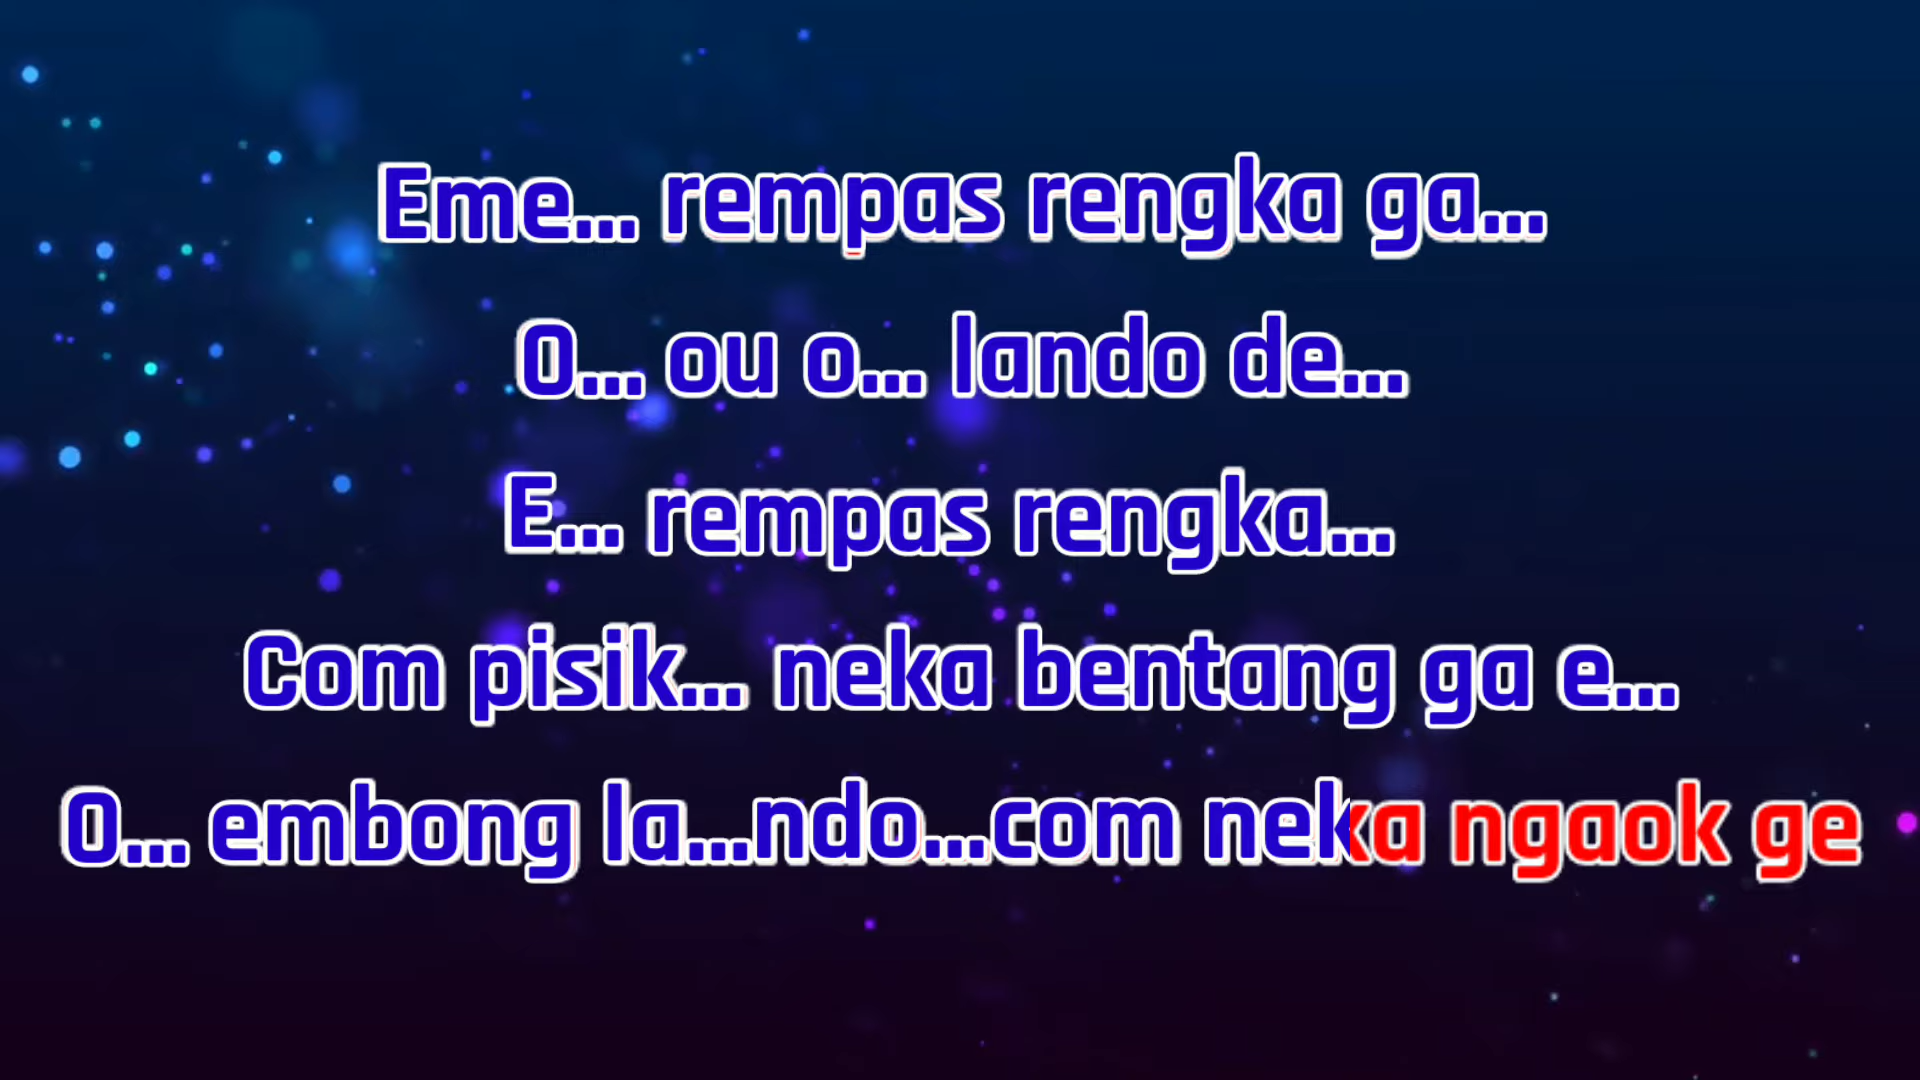 Eme... rempas rengka ga...
O... ou o... lando de...
E... rempas rengka...
Com pisik... neka bentang ga e...
O... embong la...ndo...com neka ngaok ge